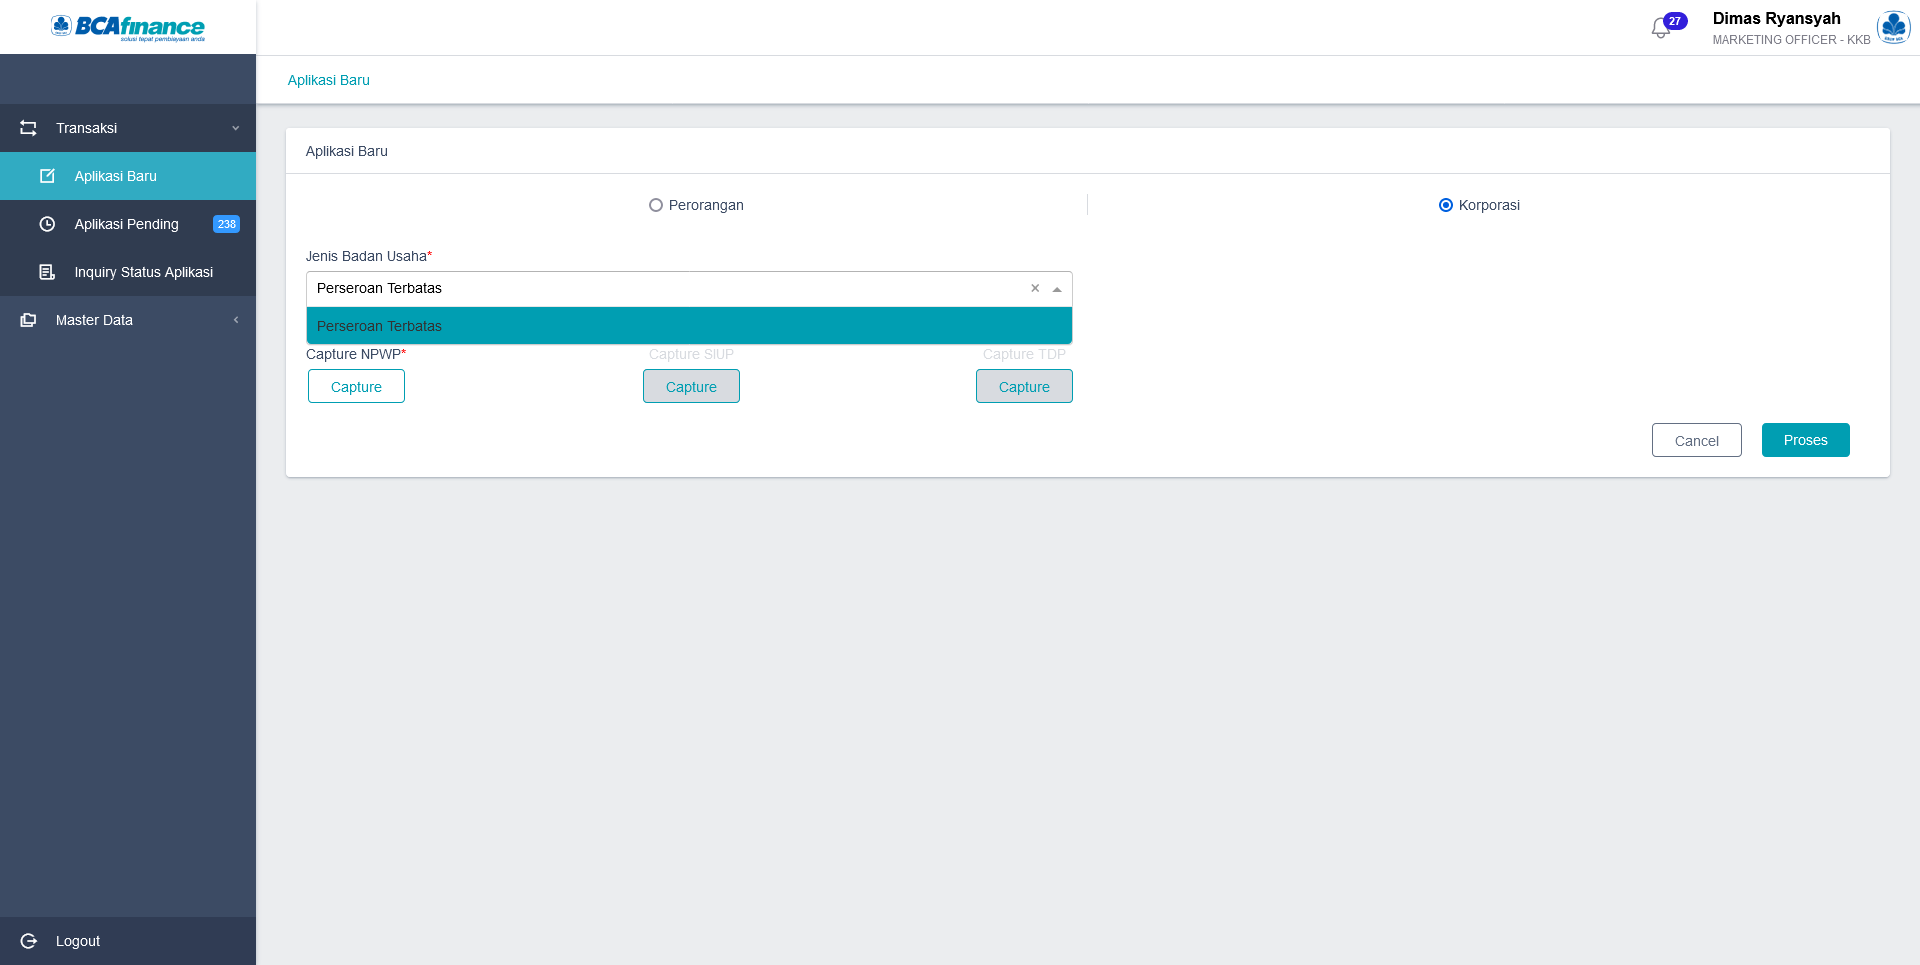 BCAfinance
solusi tepat pembiayaan anda
27
Dimas Ryansyah
MARKETING OFFICER - KKB
Aplikasi Baru
Transaksi
Aplikasi Baru
Aplikasi Pending 238
Inquiry Status Aplikasi
Master Data
Logout
Aplikasi Baru
Perorangan
Korporasi
Jenis Badan Usaha*
Perseroan Terbatas ×
Perseroan Terbatas
Capture NPWP* Capture SIUP Capture TDP
Capture Capture Capture
Cancel Proses